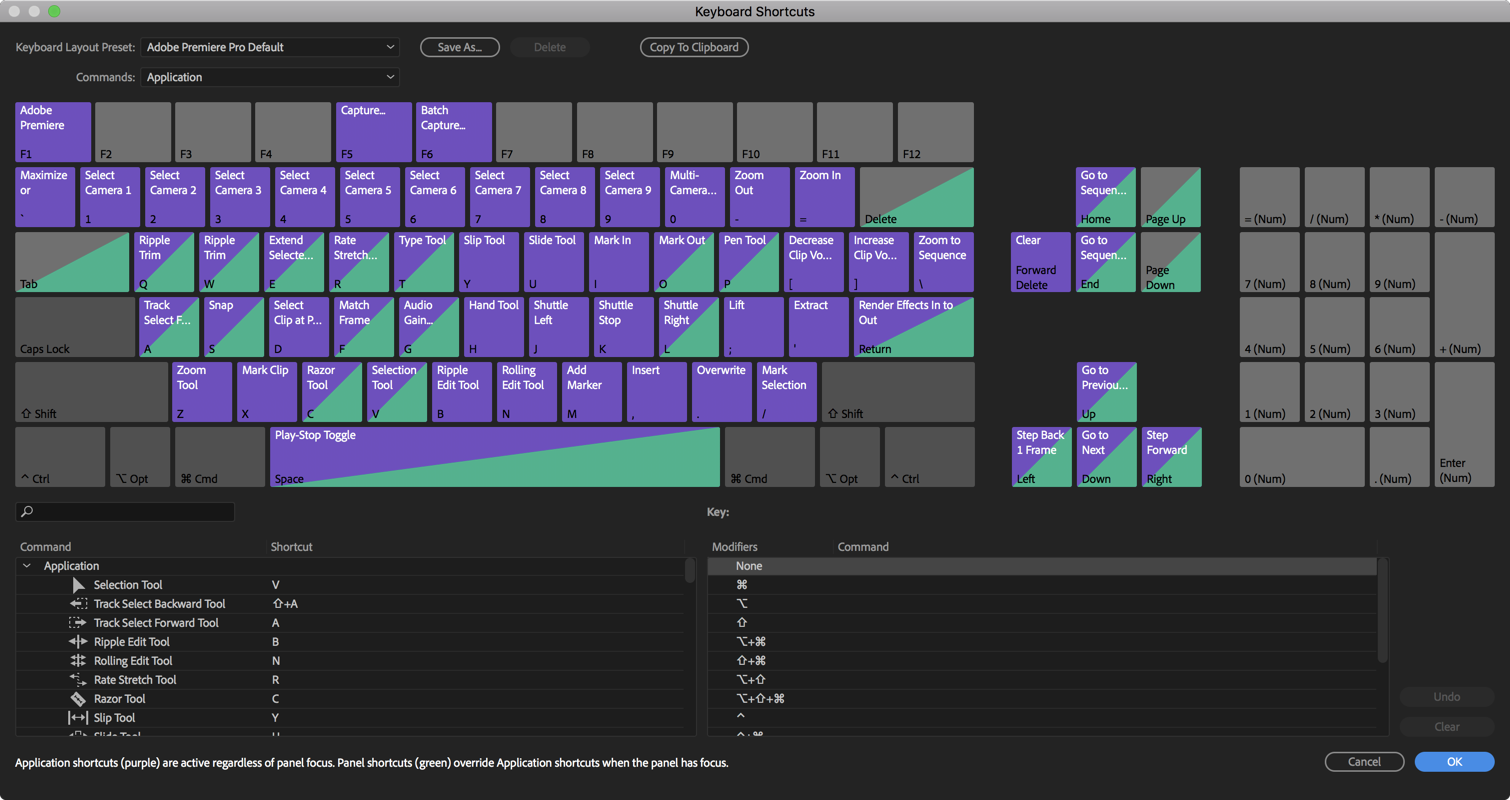 Keyboard Shortcuts
Keyboard Layout Preset: Adobe Premiere Pro Default Save As... Delete Copy To Clipboard
Commands: Application
Adobe Premiere F1
F2
F3
F4
Capture... F5
Batch Capture... F6
F7
F8
F9
F10
F11
F12
Maximize or `
Select Camera 1 1
Select Camera 2 2
Select Camera 3 3
Select Camera 4 4
Select Camera 5 5
Select Camera 6 6
Select Camera 7 7
Select Camera 8 8
Select Camera 9 9
Multi-Camera... 0
Zoom Out -
Zoom In =
Delete
Go to Sequen... Home
Page Up
= (Num)
/ (Num)
* (Num)
- (Num)
Tab
Ripple Trim Q
Ripple Trim W
Extend Selecte... E
Rate Stretch... R
Type Tool T
Slip Tool Y
Slide Tool U
Mark In I
Mark Out O
Pen Tool P
Decrease Clip Vo... [
Increase Clip Vo... ]
Zoom to Sequence \
Clear Forward Delete
Go to Sequen... End
Page Down
7 (Num)
8 (Num)
9 (Num)
+ (Num)
Caps Lock
Track Select F... A
Snap S
Select Clip at P... D
Match Frame F
Audio Gain... G
Hand Tool H
Shuttle Left J
Shuttle Stop K
Shuttle Right L
Lift ;
Extract '
Render Effects In to Out Return
4 (Num)
5 (Num)
6 (Num)
⇧ Shift
Zoom Tool Z
Mark Clip X
Razor Tool C
Selection Tool V
Ripple Edit Tool B
Rolling Edit Tool N
Add Marker M
Insert ,
Overwrite .
Mark Selection /
⇧ Shift
Go to Previou... Up
1 (Num)
2 (Num)
3 (Num)
Enter (Num)
^ Ctrl
⌥ Opt
⌘ Cmd
Play-Stop Toggle Space
⌘ Cmd
⌥ Opt
^ Ctrl
Step Back 1 Frame Left
Go to Next Down
Step Forward Right
0 (Num)
. (Num)
Key:
Command Shortcut
Application
Selection Tool V
Track Select Backward Tool ⇧+A
Track Select Forward Tool A
Ripple Edit Tool B
Rolling Edit Tool N
Rate Stretch Tool R
Razor Tool C
Slip Tool Y
Slide Tool U
Modifiers Command
None
⌘
⌥
⇧
⌥+⌘
⇧+⌘
⌥+⇧
⌥+⇧+⌘
^
^+⌘
Undo
Clear
Application shortcuts (purple) are active regardless of panel focus. Panel shortcuts (green) override Application shortcuts when the panel has focus.
Cancel OK